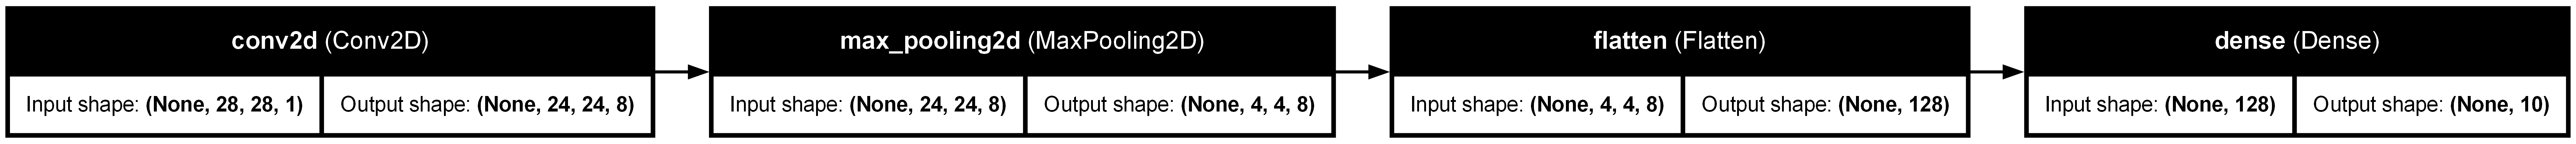 conv2d (Conv2D)
Input shape: (None, 28, 28, 1)
Output shape: (None, 24, 24, 8)
max_pooling2d (MaxPooling2D)
Input shape: (None, 24, 24, 8)
Output shape: (None, 4, 4, 8)
flatten (Flatten)
Input shape: (None, 4, 4, 8)
Output shape: (None, 128)
dense (Dense)
Input shape: (None, 128)
Output shape: (None, 10)